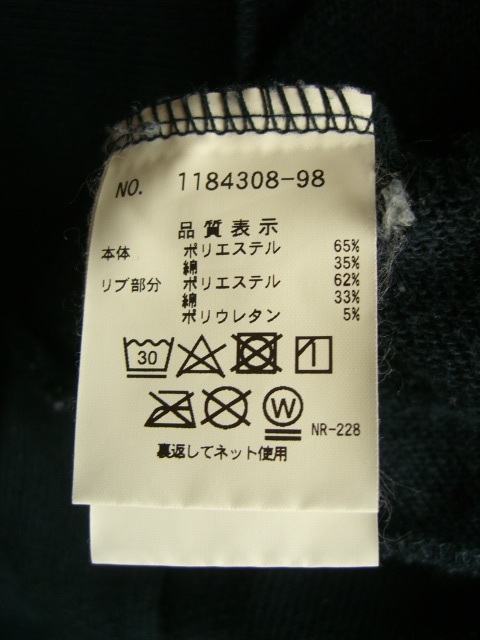 NO. 1184308-98
品質表示
本体 ポリエステル 65%
綿 35%
リブ部分 ポリエステル 62%
綿 33%
ポリウレタン 5%
30
W
NR-228
裏返してネット使用